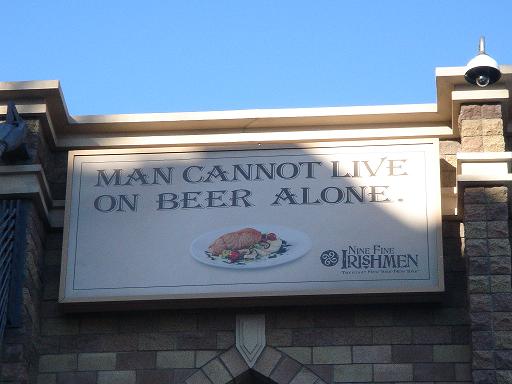 MAN CANNOT LIVE
ON BEER ALONE.
NINE FINE
IRISHMEN